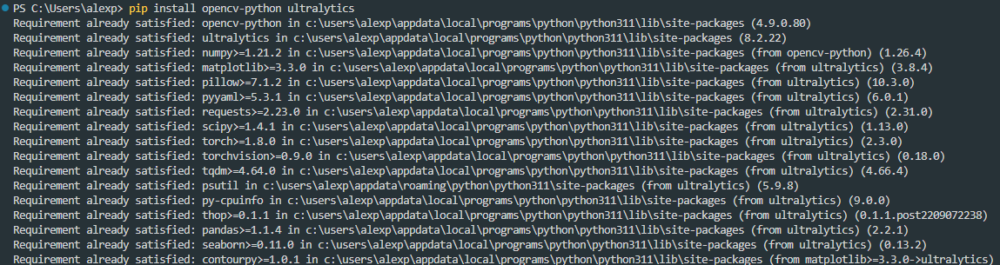 PS C:\Users\alexp> pip install opencv-python ultralytics
Requirement already satisfied: opencv-python in c:\users\alexp\appdata\local\programs\python\python311\lib\site-packages (4.9.0.80)
Requirement already satisfied: ultralytics in c:\users\alexp\appdata\local\programs\python\python311\lib\site-packages (8.2.22)
Requirement already satisfied: numpy>=1.21.2 in c:\users\alexp\appdata\local\programs\python\python311\lib\site-packages (from opencv-python) (1.26.4)
Requirement already satisfied: matplotlib>=3.3.0 in c:\users\alexp\appdata\local\programs\python\python311\lib\site-packages (from ultralytics) (3.8.4)
Requirement already satisfied: pillow>=7.1.2 in c:\users\alexp\appdata\local\programs\python\python311\lib\site-packages (from ultralytics) (10.3.0)
Requirement already satisfied: pyyaml>=5.3.1 in c:\users\alexp\appdata\local\programs\python\python311\lib\site-packages (from ultralytics) (6.0.1)
Requirement already satisfied: requests>=2.23.0 in c:\users\alexp\appdata\local\programs\python\python311\lib\site-packages (from ultralytics) (2.31.0)
Requirement already satisfied: scipy>=1.4.1 in c:\users\alexp\appdata\local\programs\python\python311\lib\site-packages (from ultralytics) (1.13.0)
Requirement already satisfied: torch>=1.8.0 in c:\users\alexp\appdata\local\programs\python\python311\lib\site-packages (from ultralytics) (2.3.0)
Requirement already satisfied: torchvision>=0.9.0 in c:\users\alexp\appdata\local\programs\python\python311\lib\site-packages (from ultralytics) (0.18.0)
Requirement already satisfied: tqdm>=4.64.0 in c:\users\alexp\appdata\local\programs\python\python311\lib\site-packages (from ultralytics) (4.66.4)
Requirement already satisfied: psutil in c:\users\alexp\appdata\roaming\python\python311\site-packages (from ultralytics) (5.9.8)
Requirement already satisfied: py-cpuinfo in c:\users\alexp\appdata\local\programs\python\python311\lib\site-packages (from ultralytics) (9.0.0)
Requirement already satisfied: thop>=0.1.1 in c:\users\alexp\appdata\local\programs\python\python311\lib\site-packages (from ultralytics) (0.1.1.post2209072238)
Requirement already satisfied: pandas>=1.1.4 in c:\users\alexp\appdata\local\programs\python\python311\lib\site-packages (from ultralytics) (2.2.1)
Requirement already satisfied: seaborn>=0.11.0 in c:\users\alexp\appdata\local\programs\python\python311\lib\site-packages (from ultralytics) (0.13.2)
Requirement already satisfied: contourpy>=1.0.1 in c:\users\alexp\appdata\local\programs\python\python311\lib\site-packages (from matplotlib>=3.3.0->ultralytics)